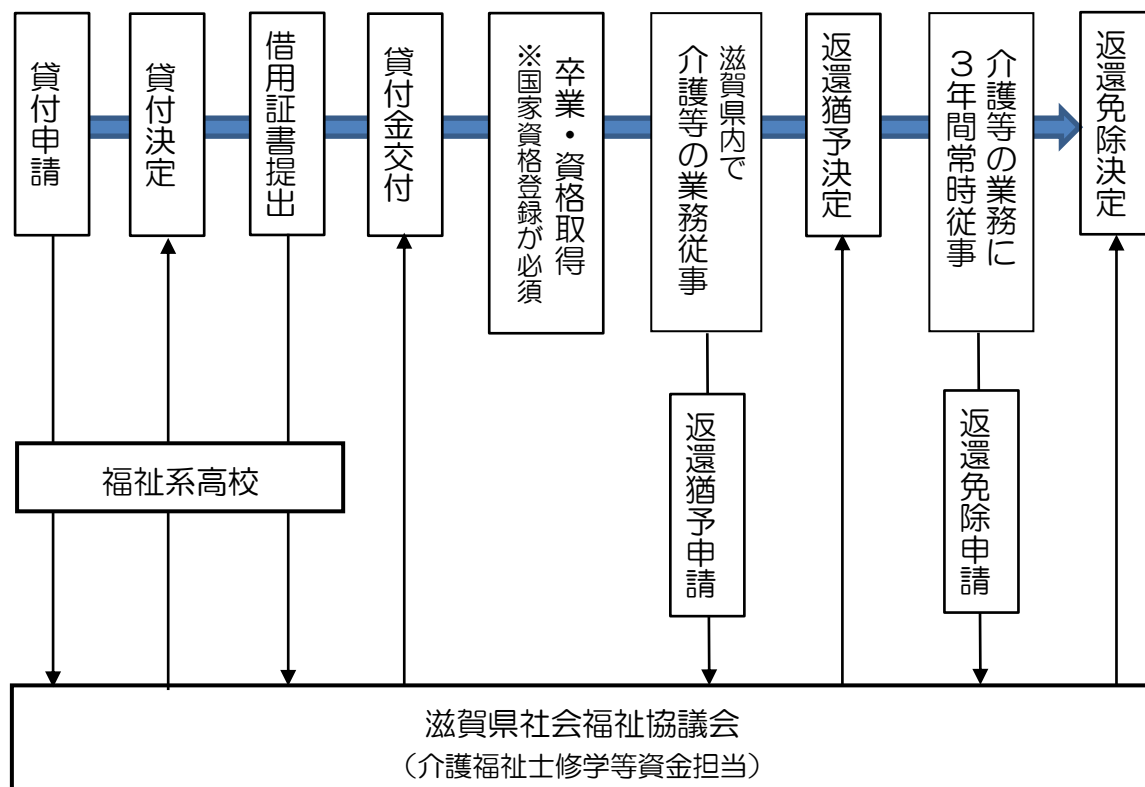 貸付申請
貸付決定
借用証書提出
貸付金交付
卒業・資格取得
※国家資格登録が必須
滋賀県内で
介護等の業務従事
返還猶予決定
介護等の業務に
３年間常時従事
返還免除決定
福祉系高校
返還猶予申請
返還免除申請
滋賀県社会福祉協議会
（介護福祉士修学等資金担当）